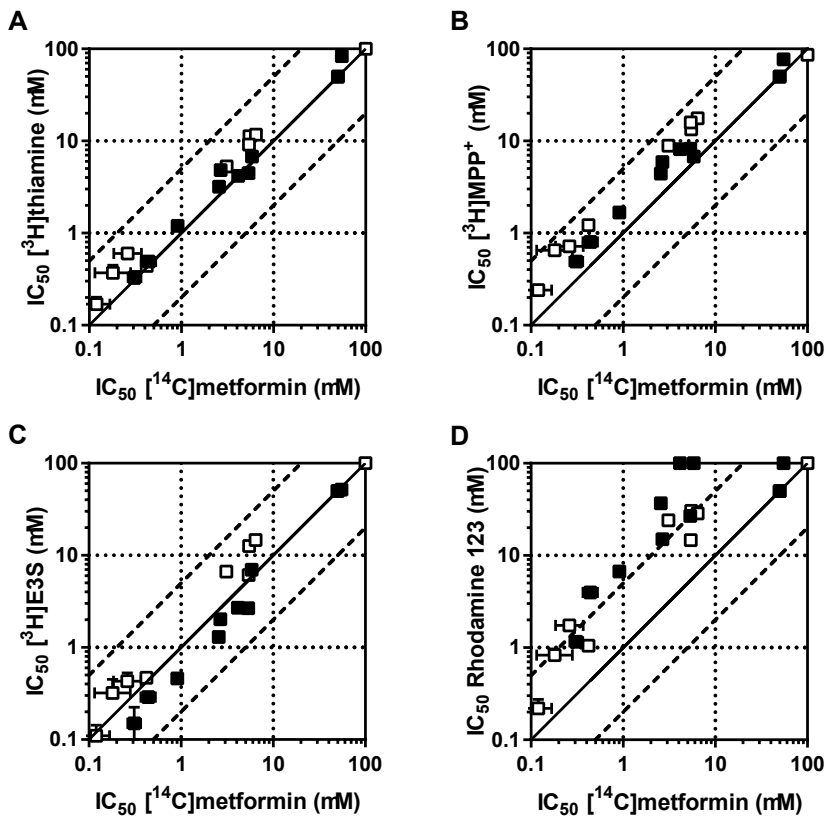 A
100
10
1
0.1
IC₅₀ [³H]thiamine (mM)
0.1 1 10 100
IC₅₀ [¹⁴C]metformin (mM)
B
100
10
1
0.1
IC₅₀ [³H]MPP⁺ (mM)
0.1 1 10 100
IC₅₀ [¹⁴C]metformin (mM)
C
100
10
1
0.1
IC₅₀ [³H]E3S (mM)
0.1 1 10 100
IC₅₀ [¹⁴C]metformin (mM)
D
100
10
1
0.1
IC₅₀ Rhodamine 123 (mM)
0.1 1 10 100
IC₅₀ [¹⁴C]metformin (mM)